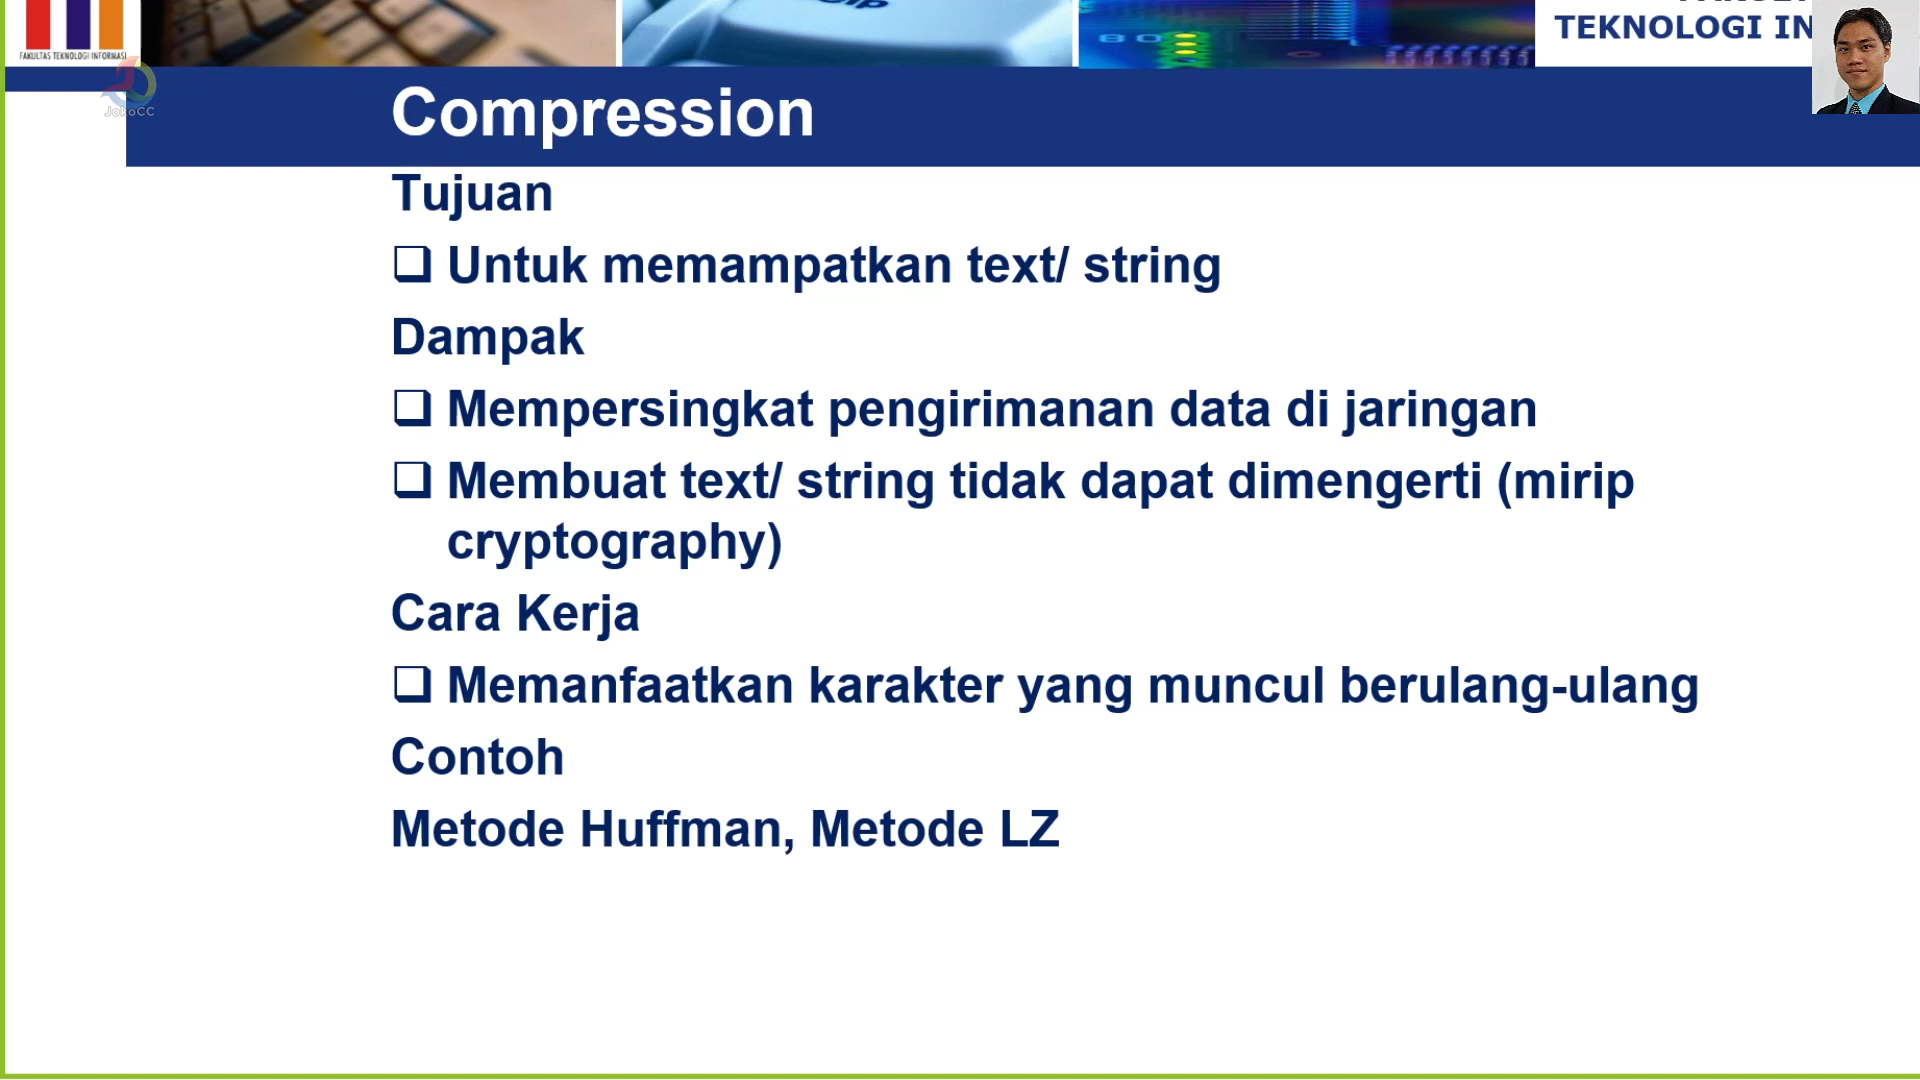 TEKNOLOGI IN
FAKULTAS TEKNOLOGI INFORMASI
JokoCC
Compression
Tujuan
❑ Untuk memampatkan text/ string
Dampak
❑ Mempersingkat pengirimanan data di jaringan
❑ Membuat text/ string tidak dapat dimengerti (mirip
cryptography)
Cara Kerja
❑ Memanfaatkan karakter yang muncul berulang-ulang
Contoh
Metode Huffman, Metode LZ